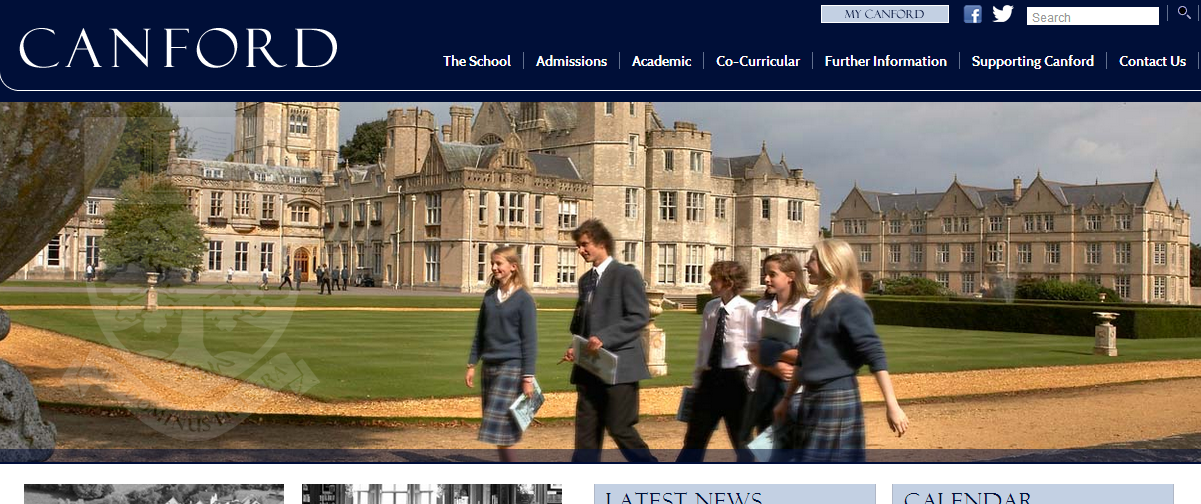 MY CANFORD
Search
CANFORD
The School
Admissions
Academic
Co-Curricular
Further Information
Supporting Canford
Contact Us
LATEST NEWS
CALENDAR